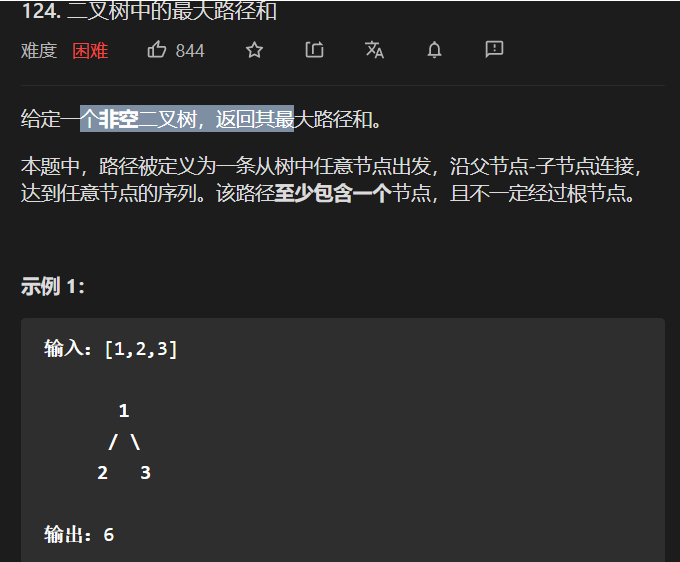 124. 二叉树中的最大路径和
难度 困难 844
给定一个非空二叉树，返回其最大路径和。
本题中，路径被定义为一条从树中任意节点出发，沿父节点-子节点连接，
达到任意节点的序列。该路径至少包含一个节点，且不一定经过根节点。
示例 1：
输入：[1,2,3]
1
/ \
2 3
输出：6